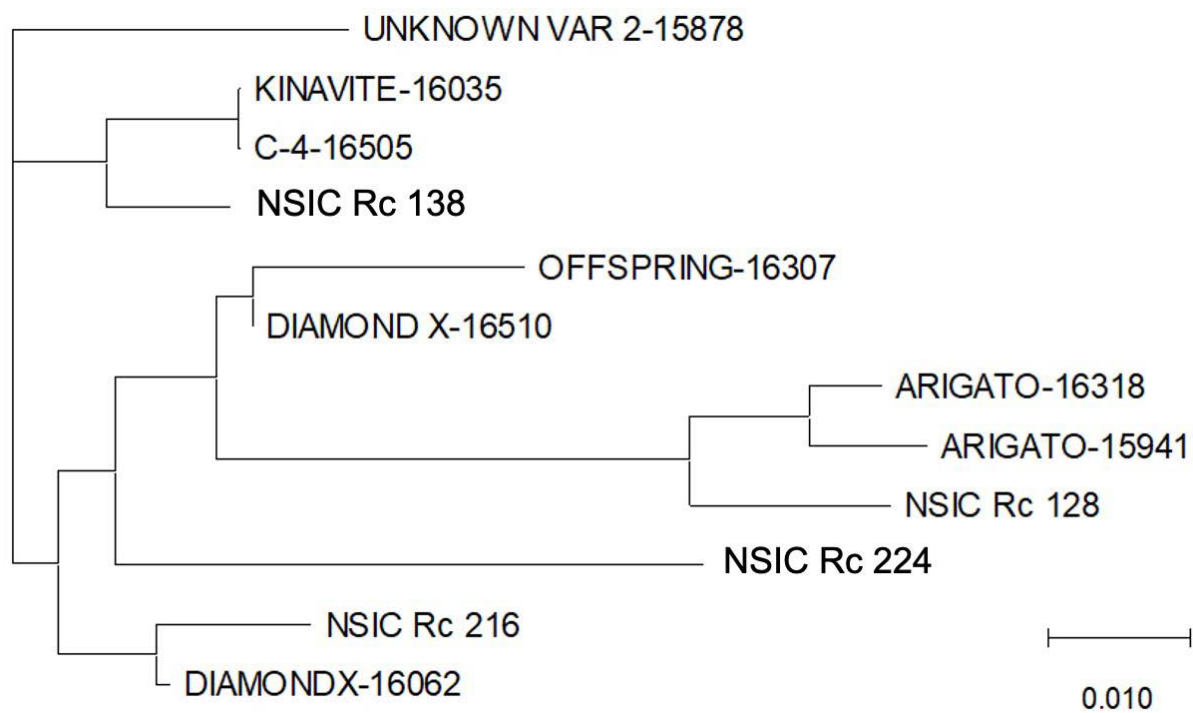 UNKNOWN VAR 2-15878
KINAVITE-16035
C-4-16505
NSIC Rc 138
OFFSPRING-16307
DIAMOND X-16510
ARIGATO-16318
ARIGATO-15941
NSIC Rc 128
NSIC Rc 224
NSIC Rc 216
DIAMONDX-16062
0.010